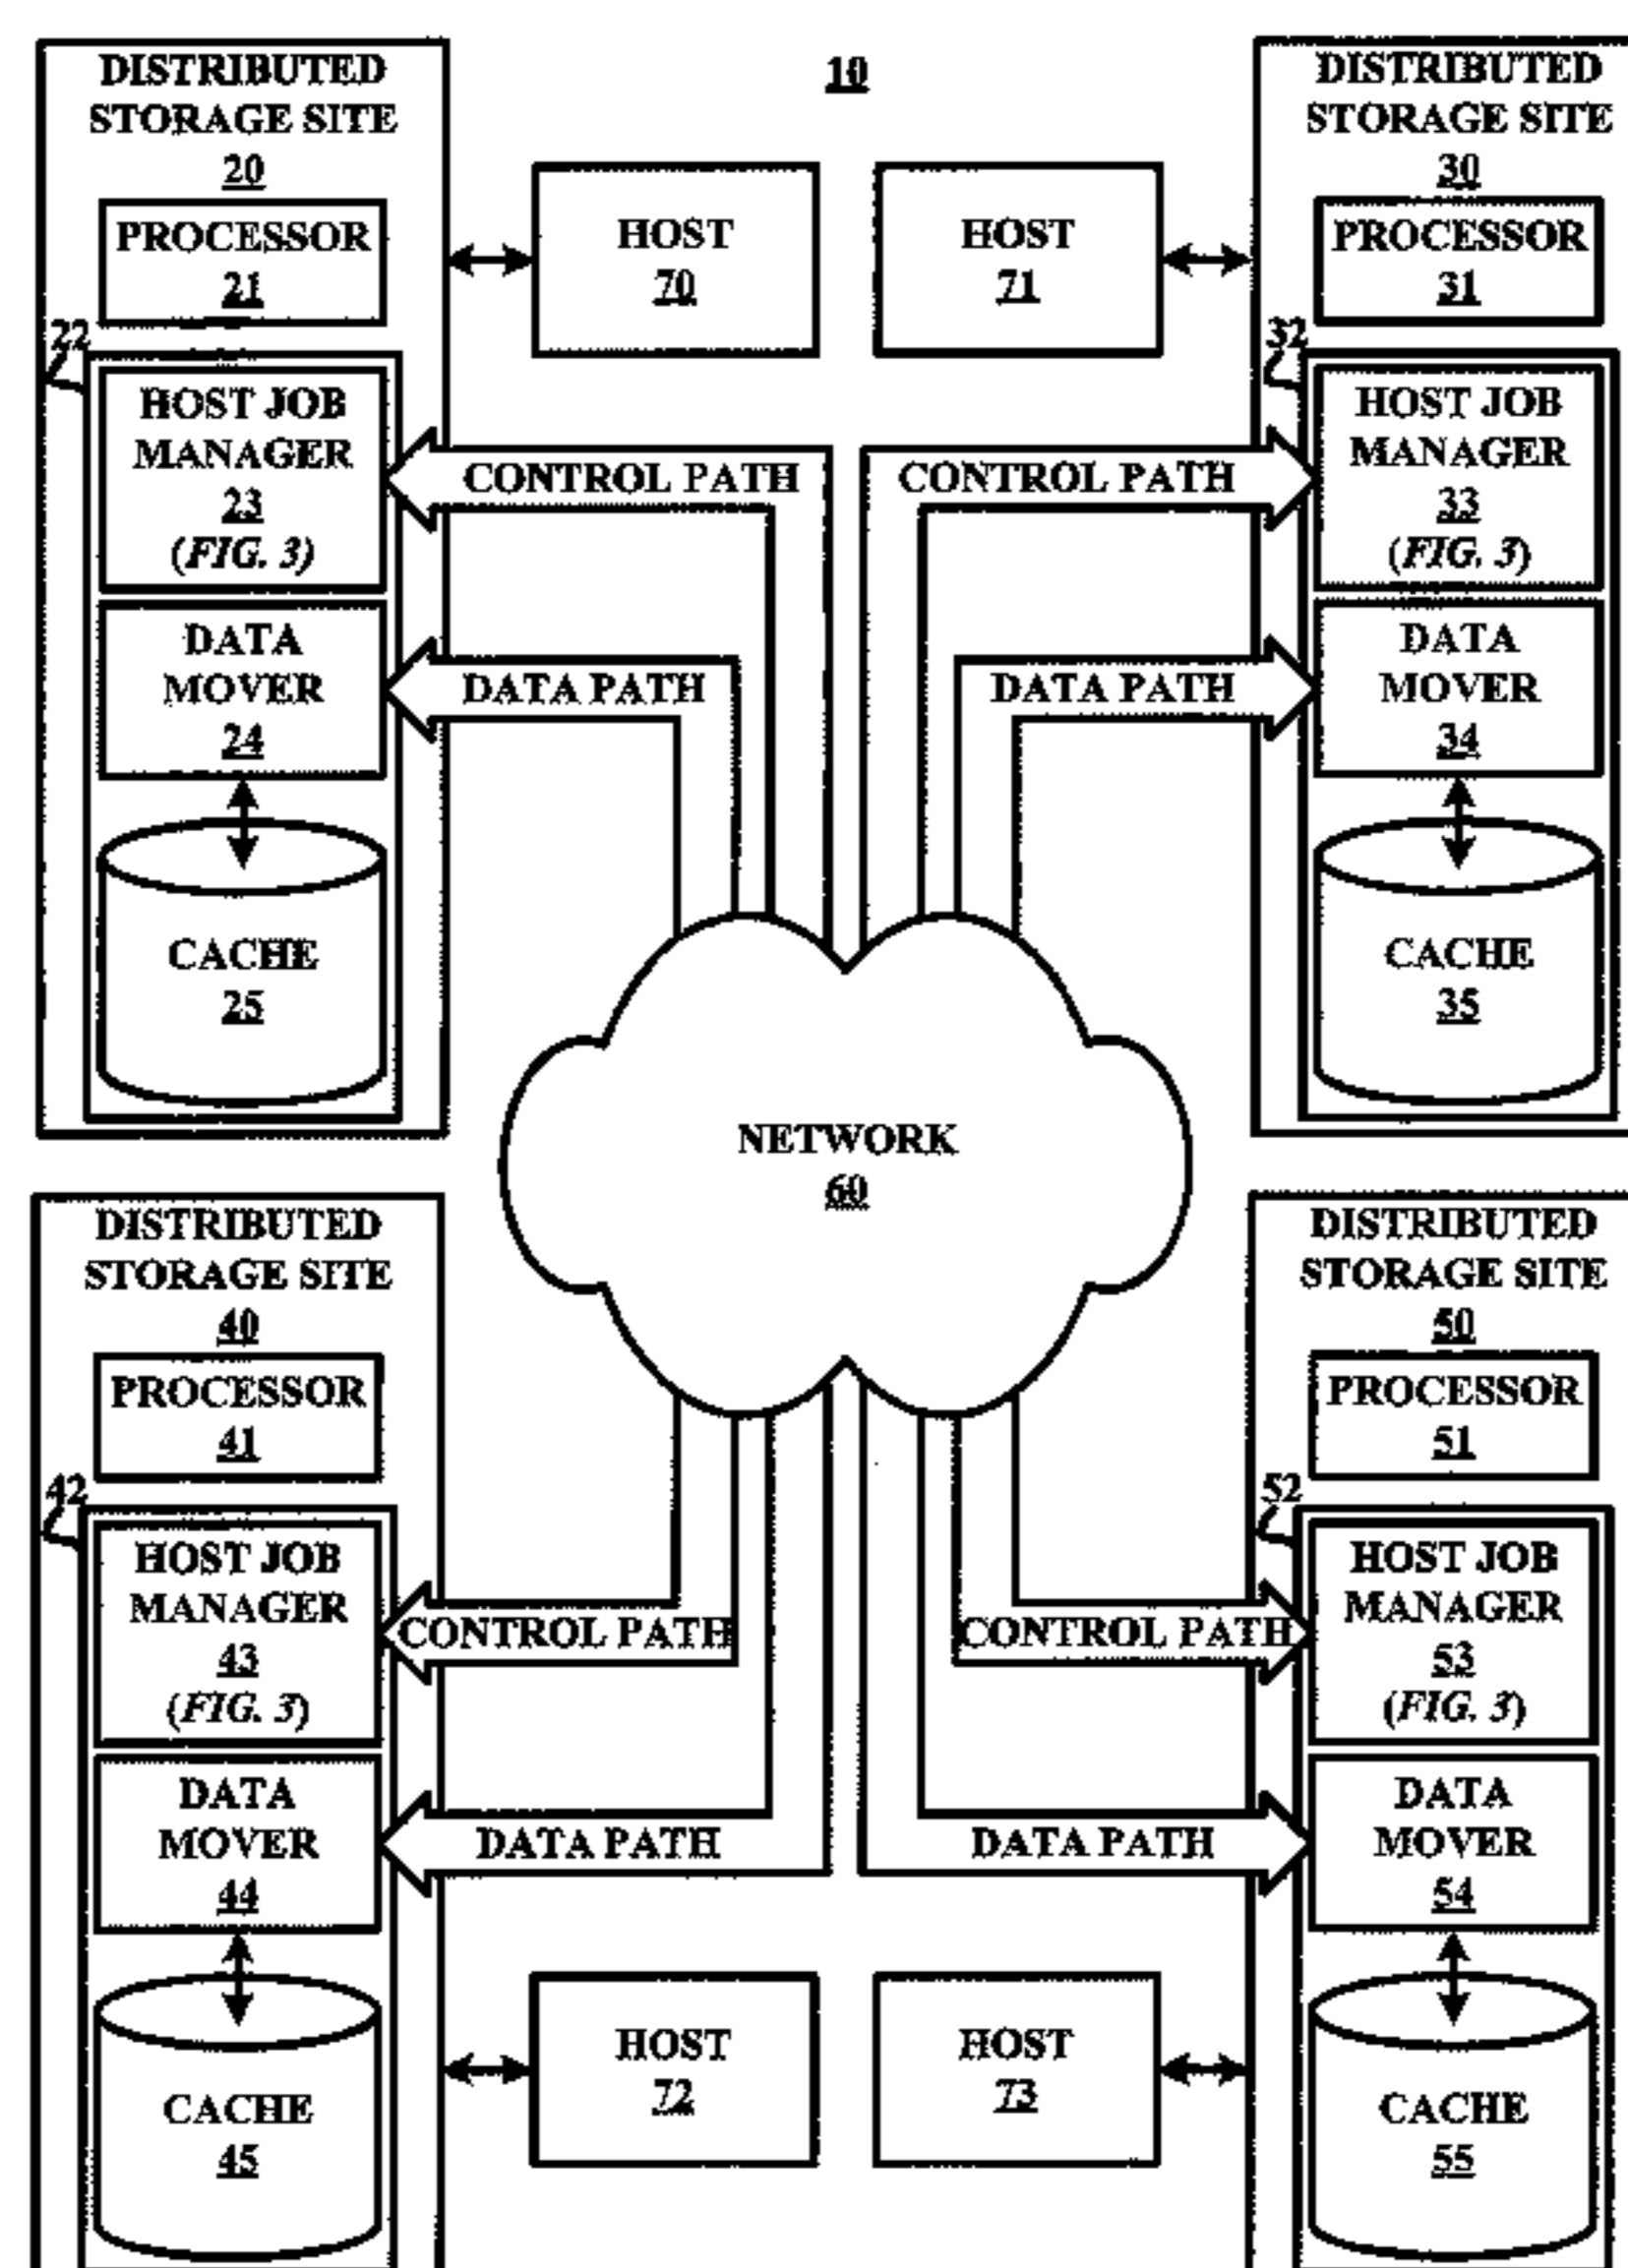 10
DISTRIBUTED
STORAGE SITE
20
PROCESSOR
21
22
HOST JOB
MANAGER
23
(FIG. 3)
DATA
MOVER
24
CACHE
25
HOST
70
HOST
71
CONTROL PATH
DATA PATH
CONTROL PATH
DATA PATH
DISTRIBUTED
STORAGE SITE
30
PROCESSOR
31
32
HOST JOB
MANAGER
33
(FIG. 3)
DATA
MOVER
34
CACHE
35
NETWORK
60
DISTRIBUTED
STORAGE SITE
40
PROCESSOR
41
42
HOST JOB
MANAGER
43
(FIG. 3)
DATA
MOVER
44
CACHE
45
CONTROL PATH
DATA PATH
CONTROL PATH
DATA PATH
HOST
72
HOST
73
DISTRIBUTED
STORAGE SITE
50
PROCESSOR
51
52
HOST JOB
MANAGER
53
(FIG. 3)
DATA
MOVER
54
CACHE
55